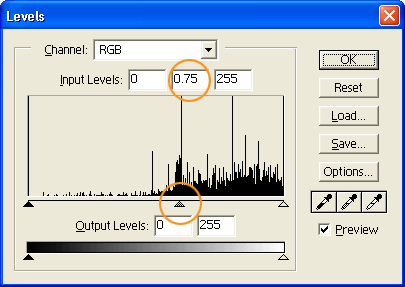 Levels
Channel: RGB
Input Levels: 0 0.75 255
Output Levels: 0 255
OK
Reset
Load...
Save...
Options...
Preview